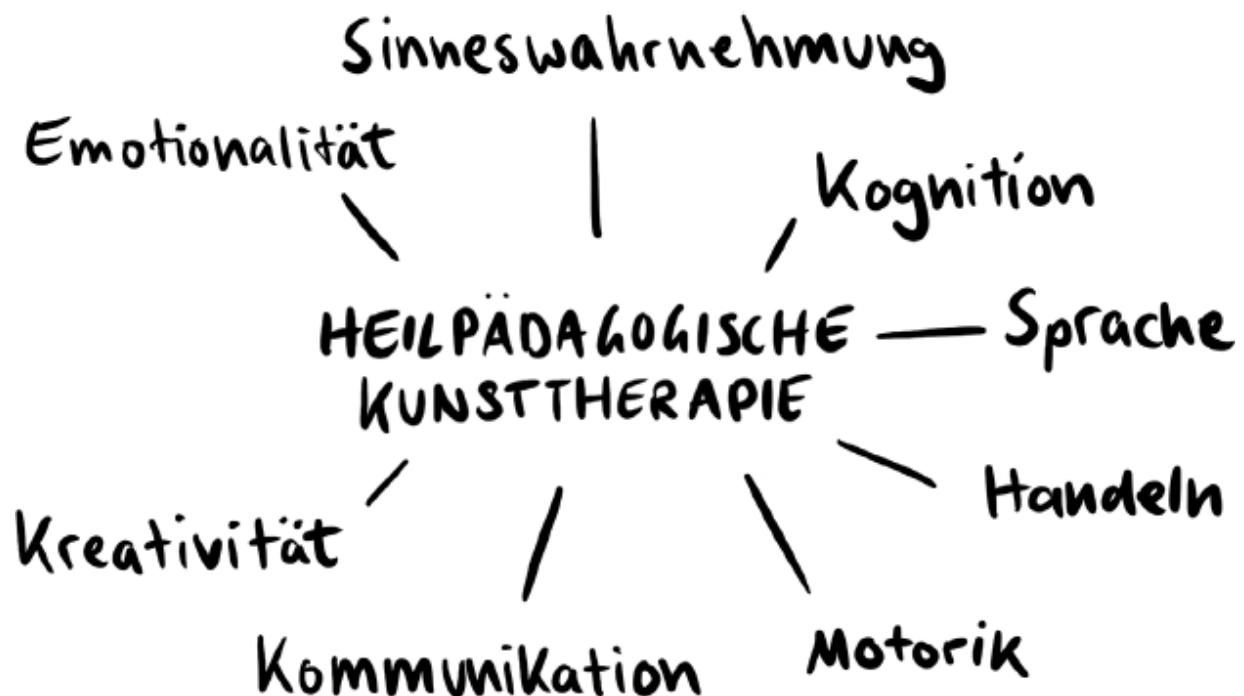 Sinneswahrnehmung
Emotionalität
Kognition
HEILPÄDAGOGISCHE
KUNSTTHERAPIE
Sprache
Handeln
Kreativität
Kommunikation
Motorik